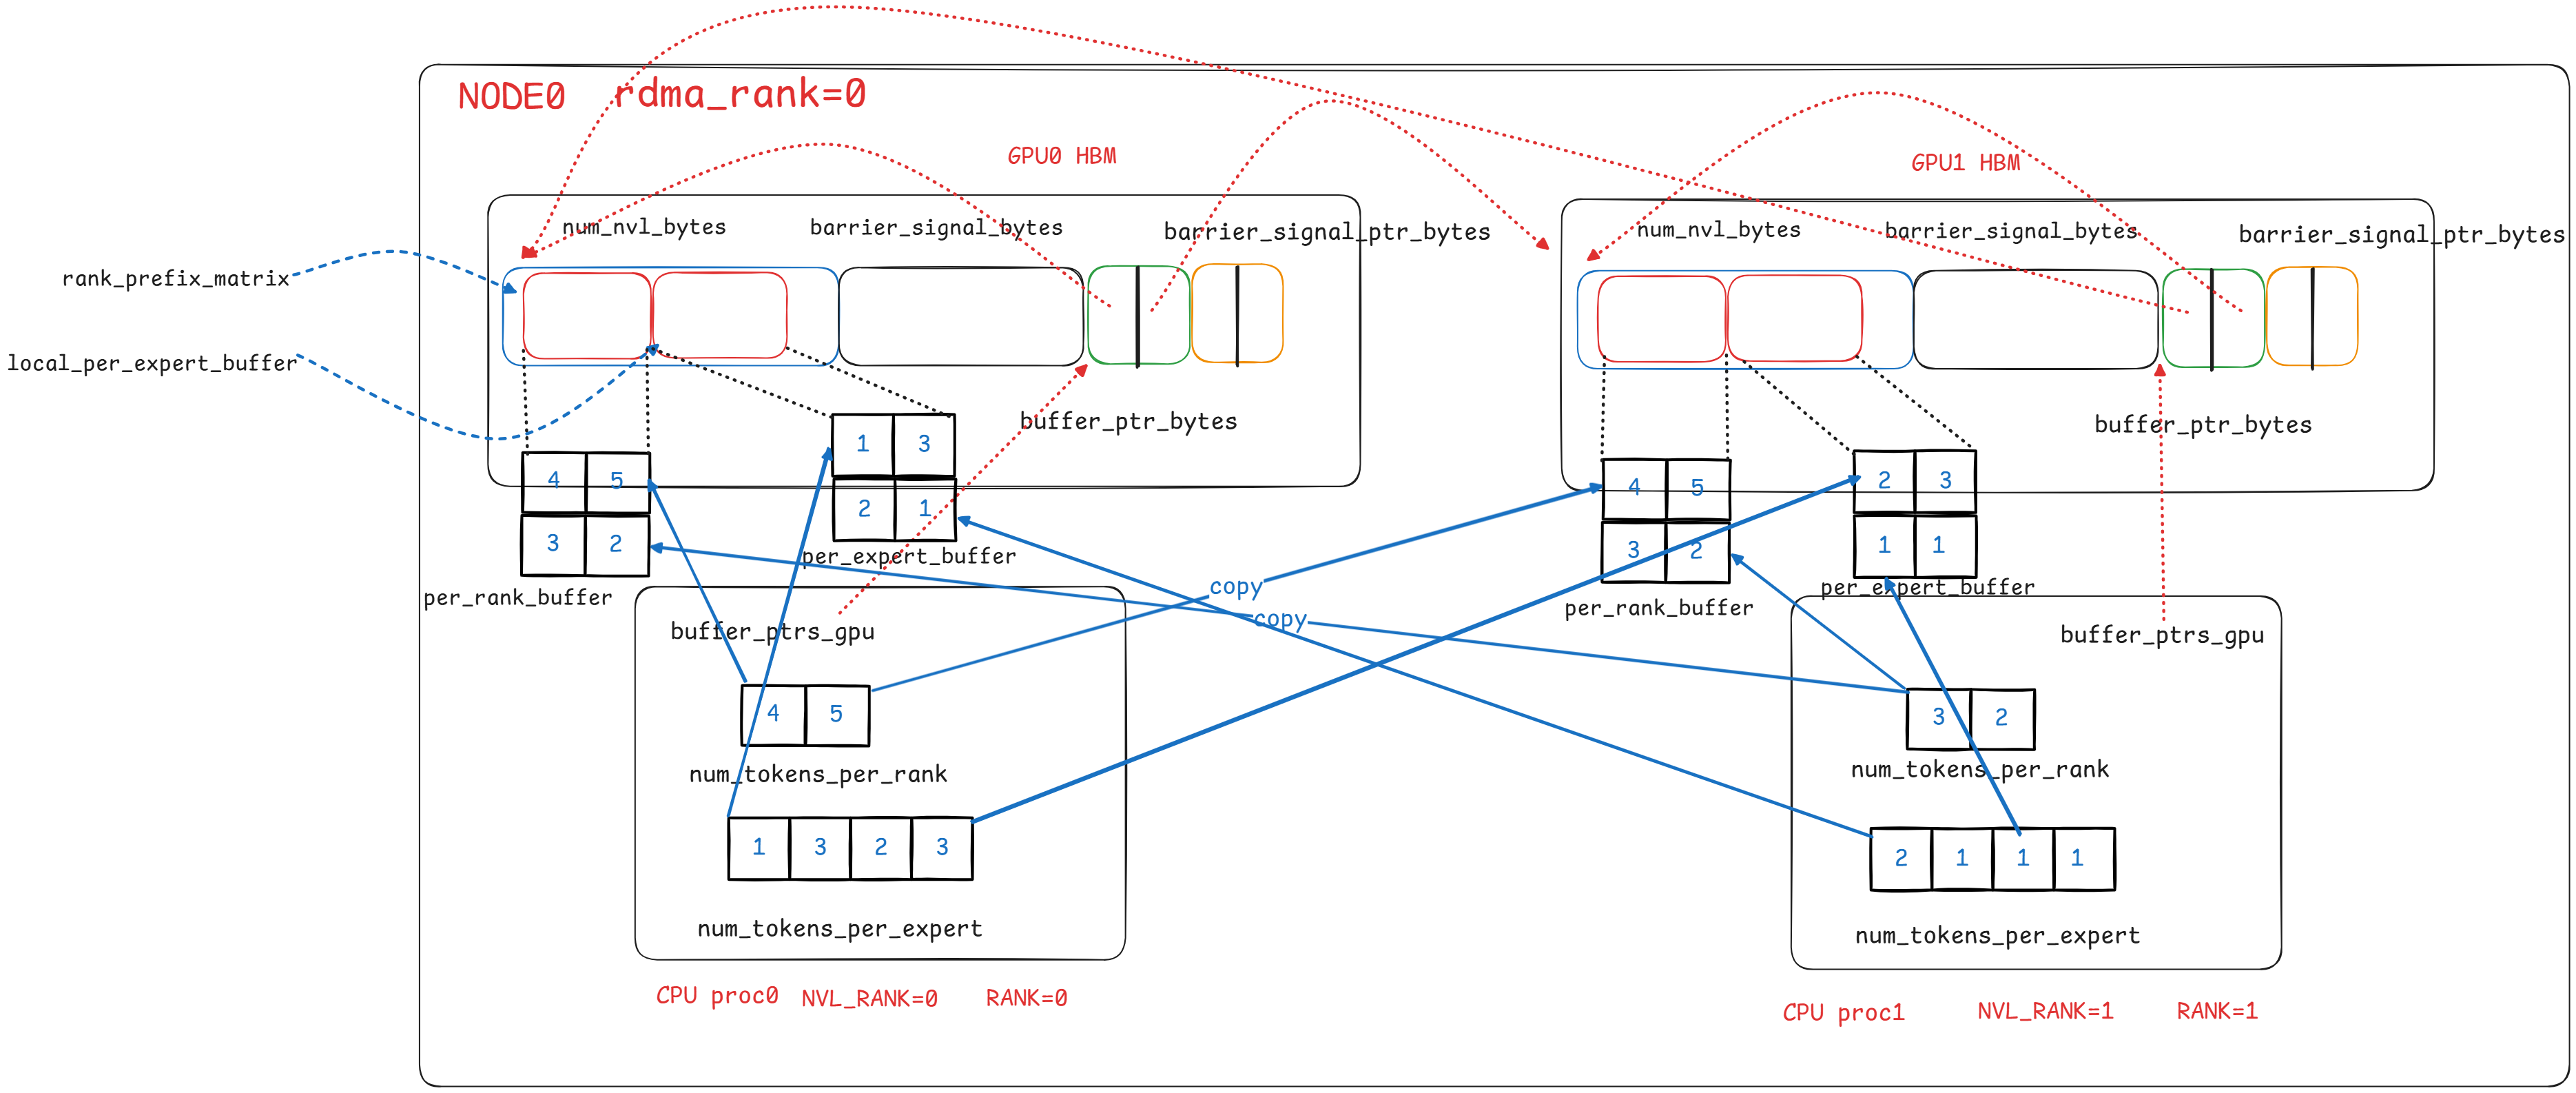 NODE0 rdma_rank=0
GPU0 HBM
GPU1 HBM
num_nvl_bytes
barrier_signal_bytes
barrier_signal_ptr_bytes
num_nvl_bytes
barrier_signal_bytes
barrier_signal_ptr_bytes
rank_prefix_matrix
local_per_expert_buffer
buffer_ptr_bytes
buffer_ptr_bytes
4 5
3 2
per_rank_buffer
1 3
2 1
per_expert_buffer
4 5
3 2
per_rank_buffer
2 3
1 1
per_expert_buffer
copy
copy
buffer_ptrs_gpu
4 5
num_tokens_per_rank
1 3 2 3
num_tokens_per_expert
CPU proc0 NVL_RANK=0 RANK=0
buffer_ptrs_gpu
3 2
num_tokens_per_rank
2 1 1 1
num_tokens_per_expert
CPU proc1 NVL_RANK=1 RANK=1